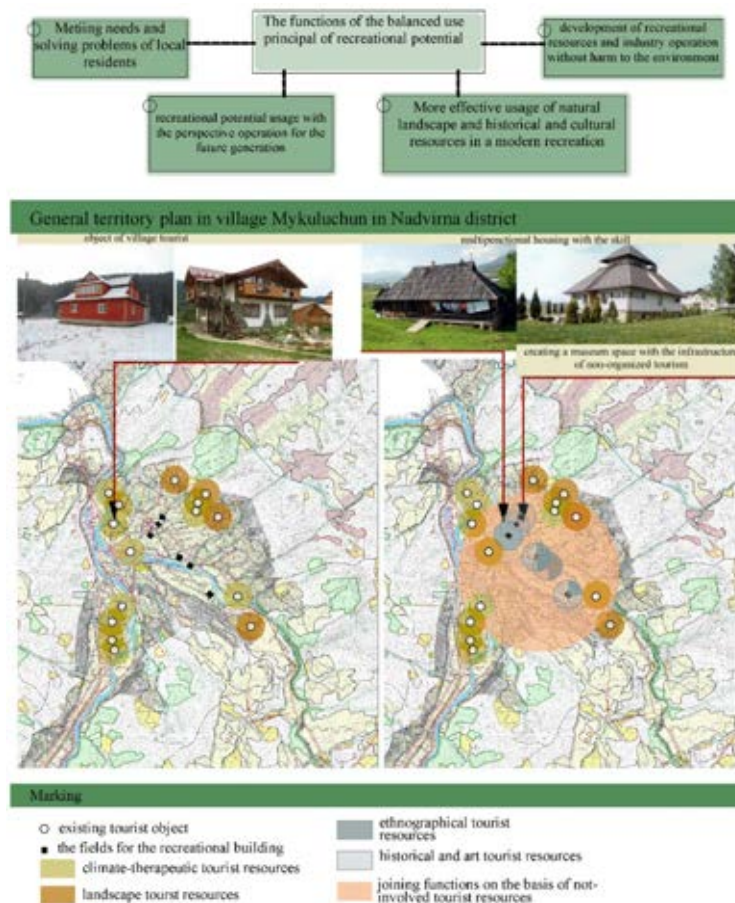 The functions of the balanced use
principal of recreational potential
Metiing needs and
solving problems of local
residents
development of recreational
resources and industry operation
without harm to the environment
recreational potential usage with
the perspective operation for the
future generation
More effective usage of natural
landscape and historical and cultural
resources in a modern recreation
General territory plan in village Mykuluchun in Nadvirna district
object of village tourist
multipunctional housing with the skill
creating a museum space with the infrastructure
of non-organized tourism
Marking
existing tourist object
the fields for the recreational building
climate-therapeutic tourist resources
landscape tourst resources
ethnographical tourist
resources
historical and art tourist resources
joining functions on the basis of not-
involved tourist resources